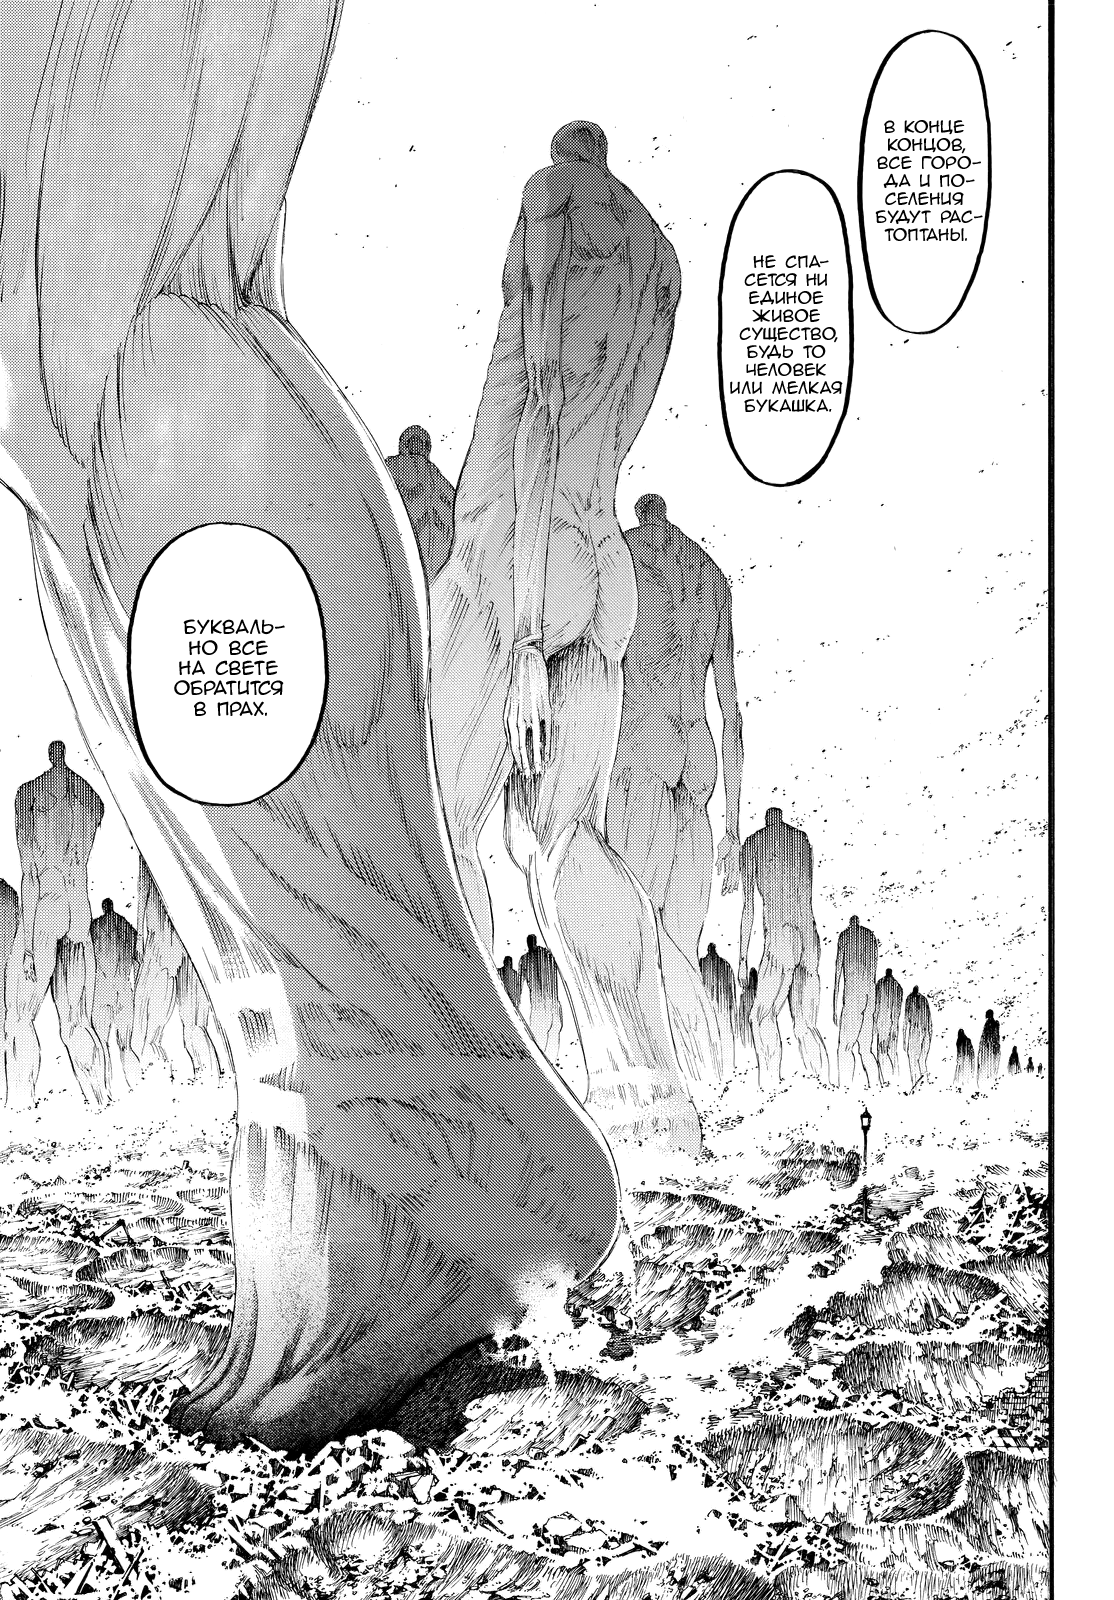 В КОНЦЕ
КОНЦОВ,
ВСЕ ГОРО-
ДА И ПО-
СЕЛЕНИЯ
БУДУТ РАС-
ТОПТАНЫ.
НЕ СПА-
СЕТСЯ НИ
ЕДИНОЕ
ЖИВОЕ
СУЩЕСТВО,
БУДЬ ТО
ЧЕЛОВЕК
ИЛИ МЕЛКАЯ
БУКАШКА.
БУКВАЛЬ-
НО ВСЕ
НА СВЕТЕ
ОБРАТИТСЯ
В ПРАХ.